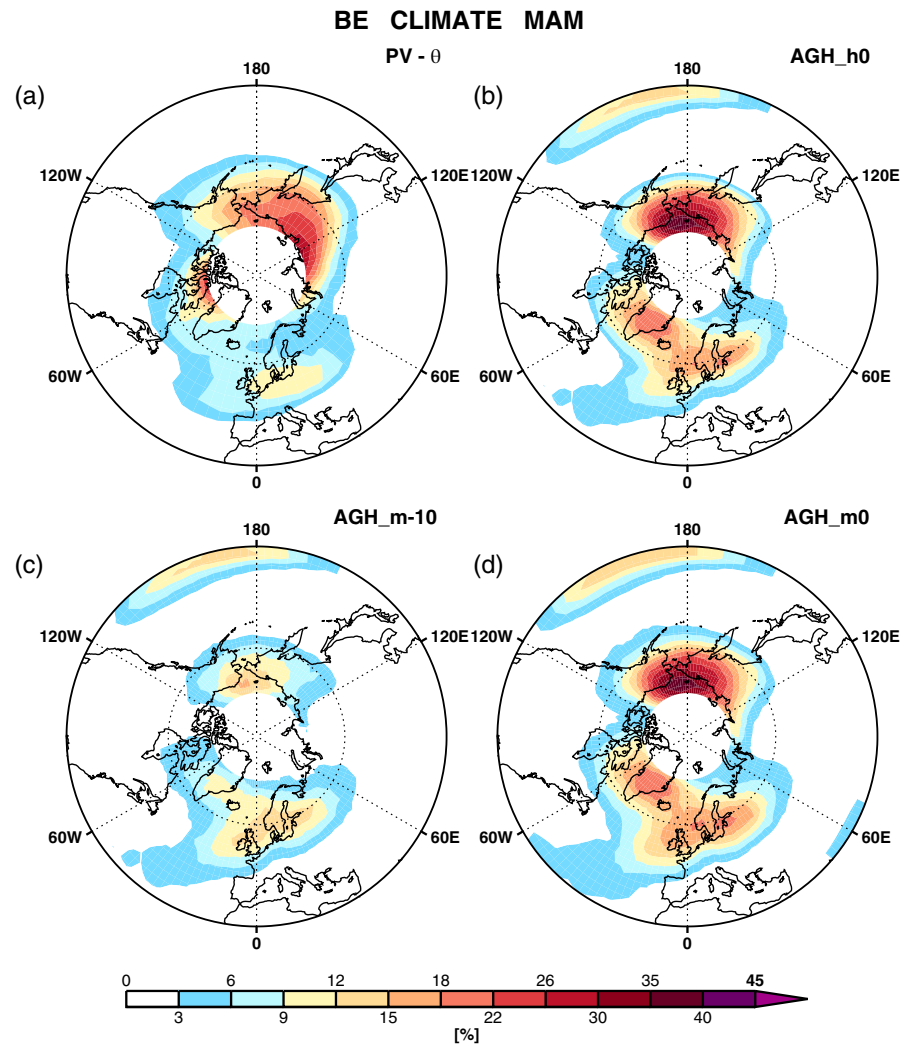 BE CLIMATE MAM
PV - θ
AGH_h0
(a)
180
(b)
180
120W
120E
120W
120E
60W
60E
60W
60E
0
0
AGH_m-10
AGH_m0
(c)
180
(d)
180
120W
120E
120W
120E
60W
60E
60W
60E
0
0
0 6 12 18 26 35 45
3 9 15 22 30 40
[%]